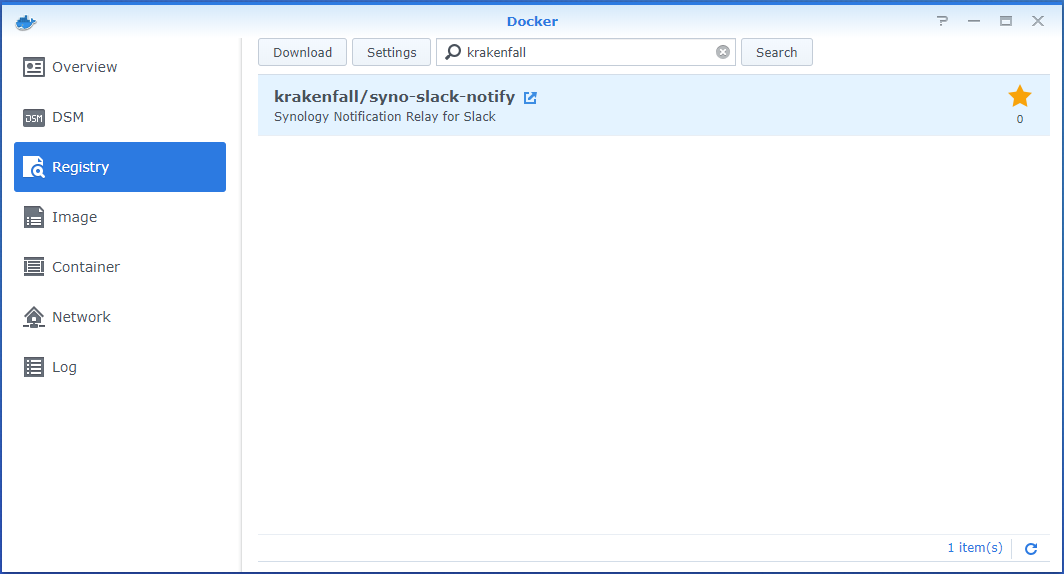 Docker
Overview
DSM
DSM
Registry
Image
Container
Network
Log
Download Settings krakenfall Search
krakenfall/syno-slack-notify
Synology Notification Relay for Slack
0
1 item(s)